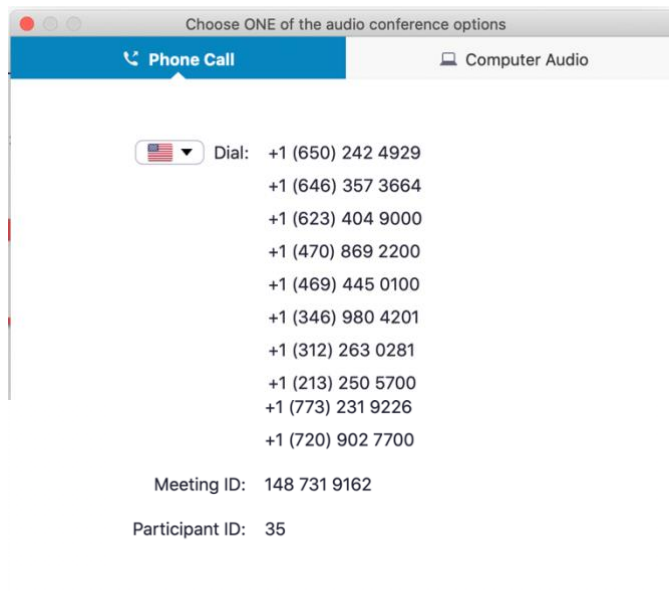 Choose ONE of the audio conference options
Phone Call Computer Audio
Dial: +1 (650) 242 4929
+1 (646) 357 3664
+1 (623) 404 9000
+1 (470) 869 2200
+1 (469) 445 0100
+1 (346) 980 4201
+1 (312) 263 0281
+1 (213) 250 5700
+1 (773) 231 9226
+1 (720) 902 7700
Meeting ID: 148 731 9162
Participant ID: 35